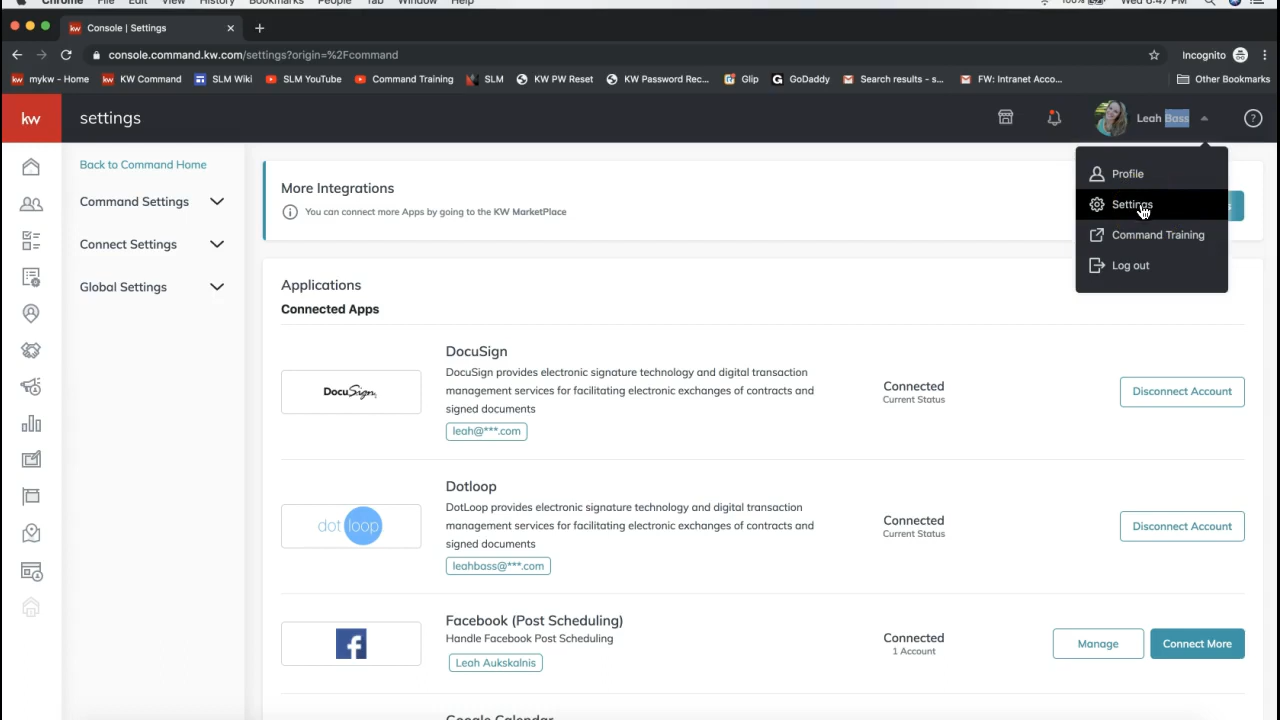 Chrome File Edit View History Bookmarks People Tab Window Help 100% Wed 6:47 PM
kw Console | Settings
console.command.kw.com/settings?origin=%2Fcommand Incognito
kw mykw - Home kw KW Command SLM Wiki SLM YouTube Command Training SLM KW PW Reset KW Password Rec... Glip GoDaddy Search results - s... FW: Intranet Acco... Other Bookmarks
kw settings Leah Bass
Back to Command Home
Command Settings
Connect Settings
Global Settings
Profile
Settings
Command Training
Log out
More Integrations
You can connect more Apps by going to the KW MarketPlace
Applications
Connected Apps
DocuSign
DocuSign
DocuSign provides electronic signature technology and digital transaction
management services for facilitating electronic exchanges of contracts and
signed documents
leah@***.com
Connected
Current Status
Disconnect Account
dotloop
Dotloop
DotLoop provides electronic signature technology and digital transaction
management services for facilitating electronic exchanges of contracts and
signed documents
leahbass@***.com
Connected
Current Status
Disconnect Account
Facebook (Post Scheduling)
Handle Facebook Post Scheduling
Leah Aukskalnis
Connected
1 Account
Manage
Connect More
Google Calendar